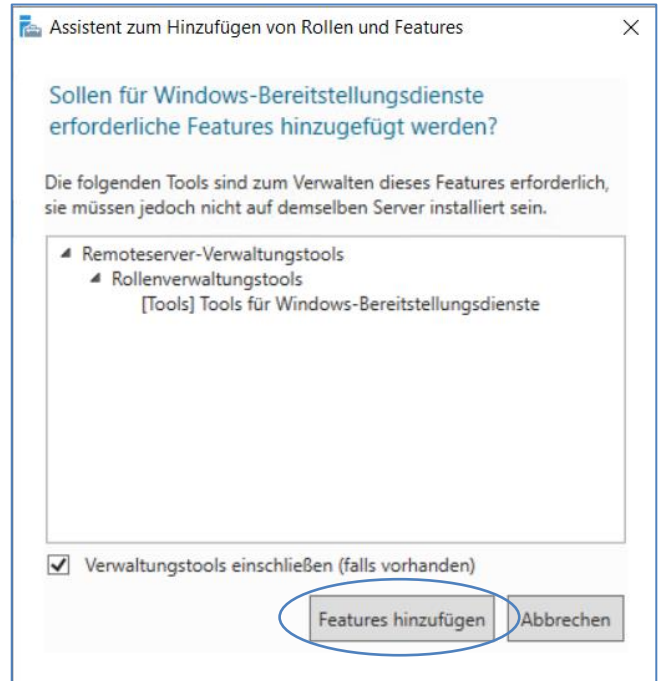 Assistent zum Hinzufügen von Rollen und Features
Sollen für Windows-Bereitstellungsdienste
erforderliche Features hinzugefügt werden?
Die folgenden Tools sind zum Verwalten dieses Features erforderlich,
sie müssen jedoch nicht auf demselben Server installiert sein.
Remoteserver-Verwaltungstools
Rollenverwaltungstools
[Tools] Tools für Windows-Bereitstellungsdienste
Verwaltungstools einschließen (falls vorhanden)
Features hinzufügen Abbrechen